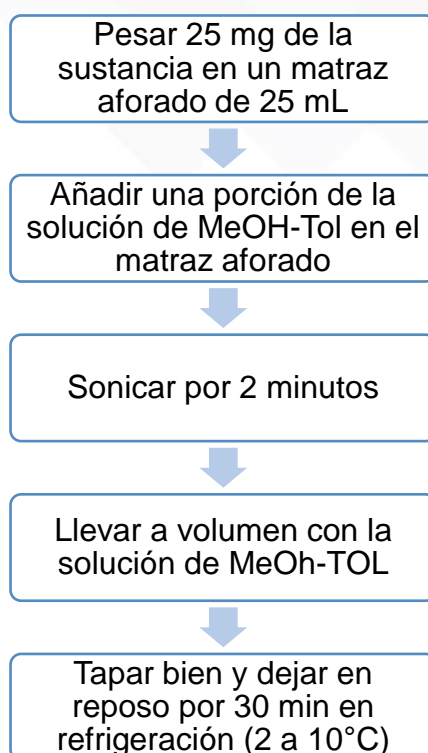 Pesar 25 mg de la
sustancia en un matraz
aforado de 25 mL
Añadir una porción de la
solución de MeOH-Tol en el
matraz aforado
Sonicar por 2 minutos
Llevar a volumen con la
solución de MeOh-TOL
Tapar bien y dejar en
reposo por 30 min en
refrigeración (2 a 10°C)